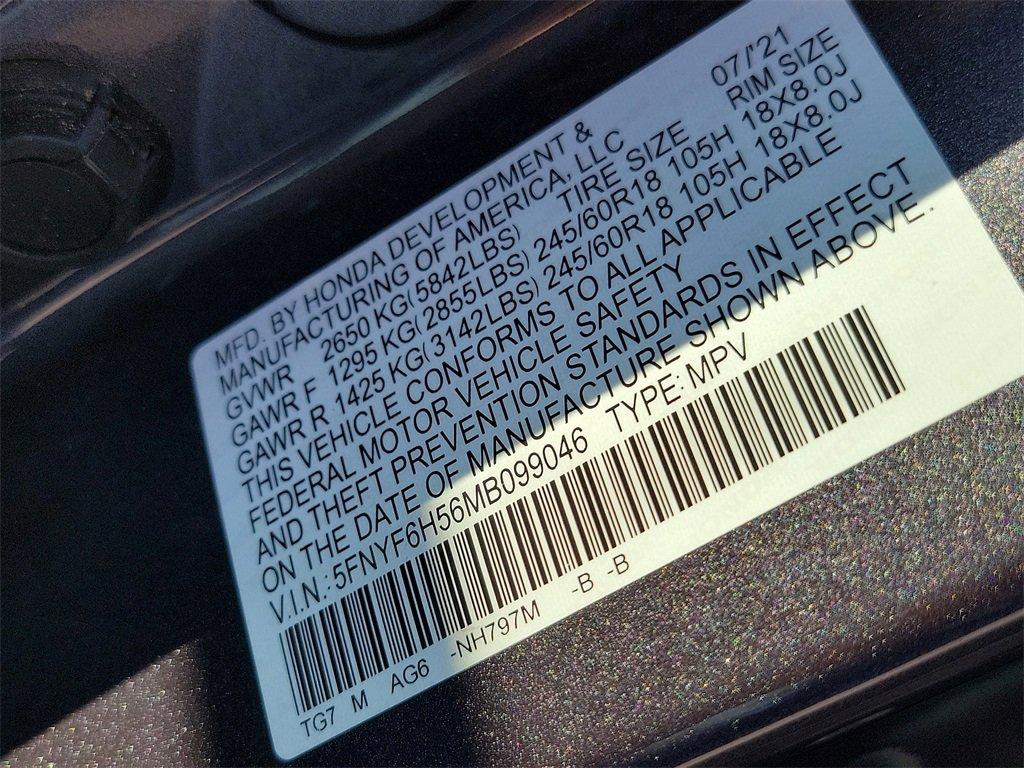 MFD. BY HONDA DEVELOPMENT & 07/'21
MANUFACTURING OF AMERICA, LLC
GVWR 2650 KG(5842LBS) TIRE SIZE RIM SIZE
GAWR F 1295 KG(2855LBS) 245/60R18 105H 18X8.0J
GAWR R 1425 KG(3142LBS) 245/60R18 105H 18X8.0J
THIS VEHICLE CONFORMS TO ALL APPLICABLE
FEDERAL MOTOR VEHICLE SAFETY
AND THEFT PREVENTION STANDARDS IN EFFECT
ON THE DATE OF MANUFACTURE SHOWN ABOVE.
V.I.N.: 5FNYF6H56MB099046 TYPE: MPV
TG7 M AG6 -NH797M -B -B